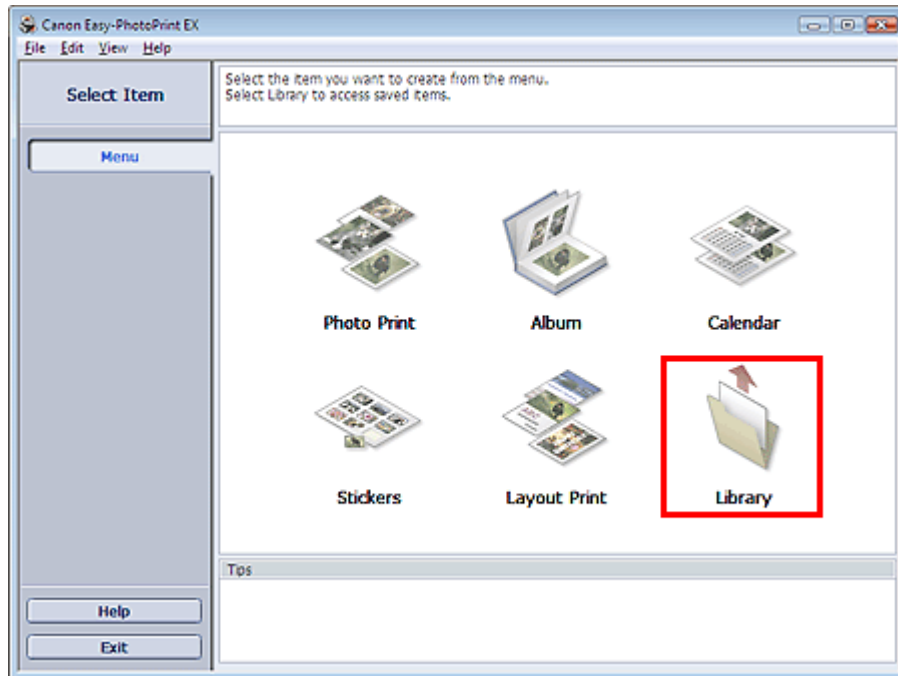 Canon Easy-PhotoPrint EX
File Edit View Help
Select Item
Select the item you want to create from the menu.
Select Library to access saved items.
Menu
Photo Print
Album
Calendar
Stickers
Layout Print
Library
Tips
Help
Exit